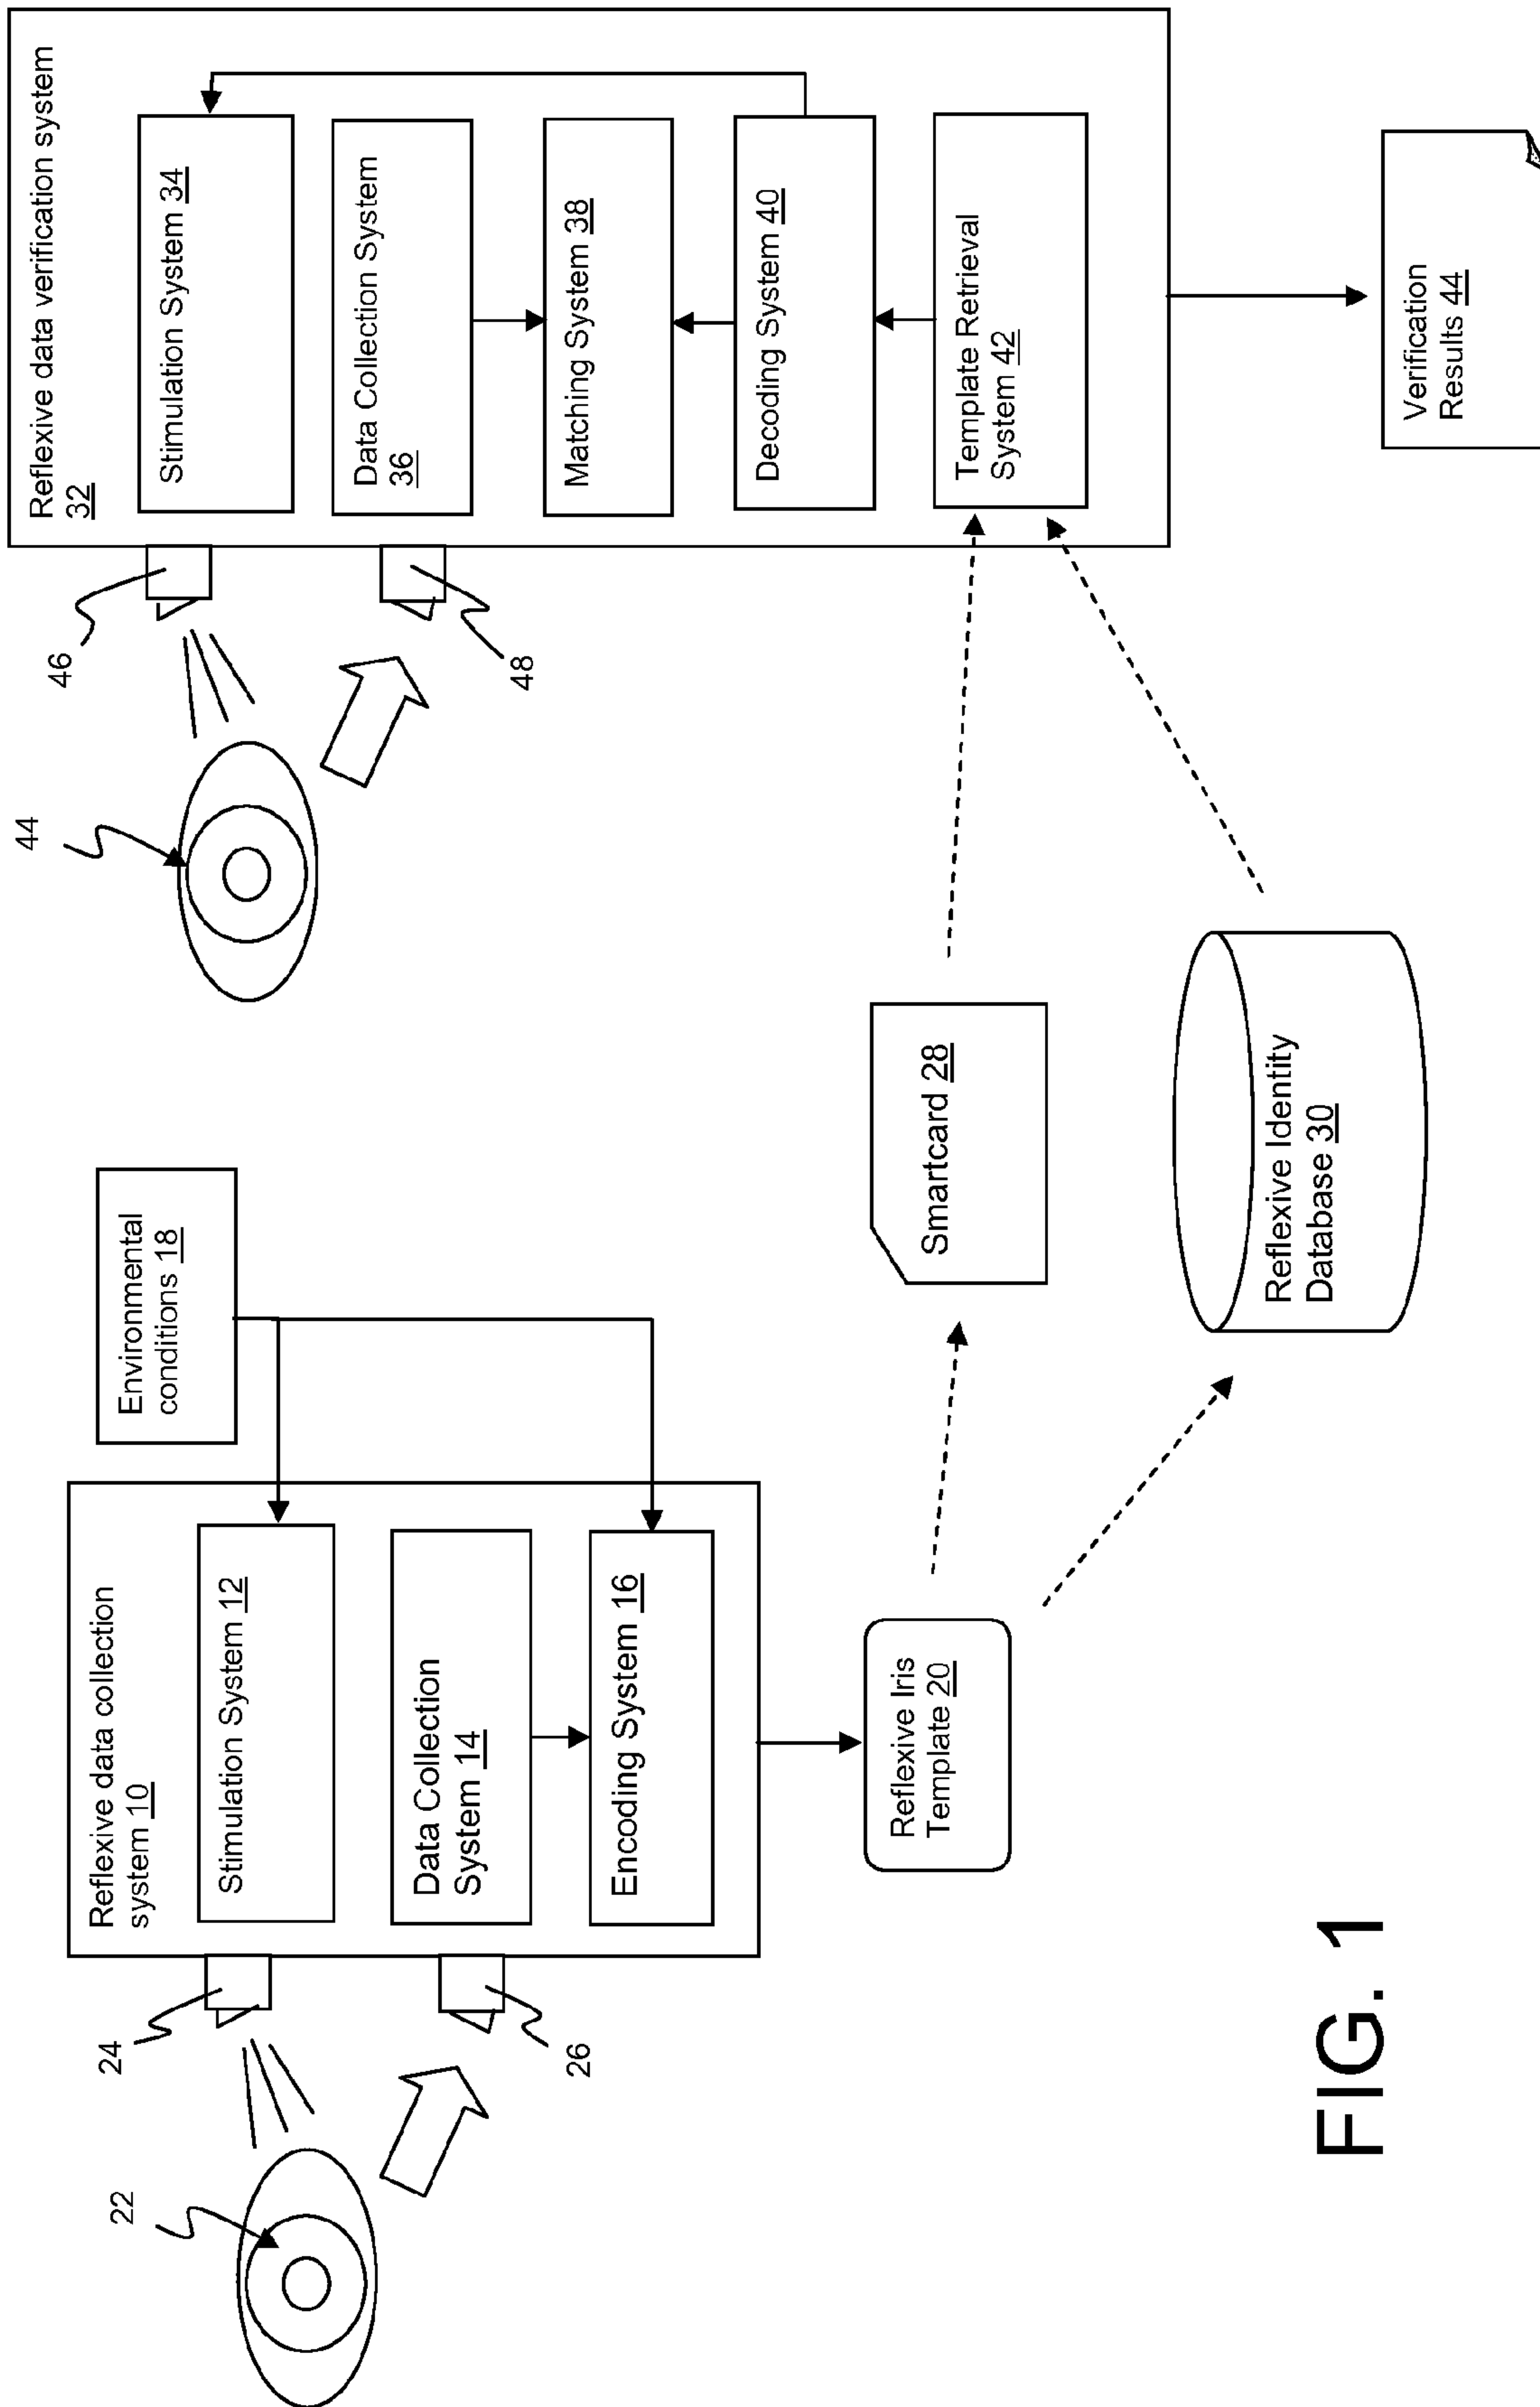 Reflexive data collection
system 10
Stimulation System 12
Data Collection
System 14
Encoding System 16
Environmental
conditions 18
22
24
26
Reflexive Iris
Template 20
Smartcard 28
Reflexive Identity
Database 30
Reflexive data verification system
32
Stimulation System 34
Data Collection System
36
Matching System 38
Decoding System 40
Template Retrieval
System 42
44
46
48
Verification
Results 44
FIG. 1